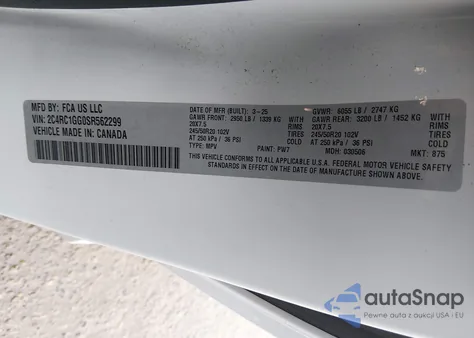 MFD BY: FCA US LLC
DATE OF MFR (BUILT): 3-25
GVWR: 6055 LB / 2747 KG
VIN: 2C4RC1GG0SR562299
GAWR FRONT: 2950 LB / 1339 KG WITH
GAWR REAR: 3200 LB / 1452 KG WITH
VEHICLE MADE IN: CANADA
20X7.5 RIMS
20X7.5 RIMS
245/50R20 102V TIRES
245/50R20 102V TIRES
AT 250 kPa / 36 PSI
AT 250 kPa / 36 PSI
TYPE: MPV
PAINT: PW7
MDH: 030506
MKT: 875
THIS VEHICLE CONFORMS TO ALL APPLICABLE U.S.A. FEDERAL MOTOR VEHICLE SAFETY
STANDARDS IN EFFECT ON THE DATE OF MANUFACTURE SHOWN ABOVE.
autoSnap
Pewne auta z aukcji USA i EU